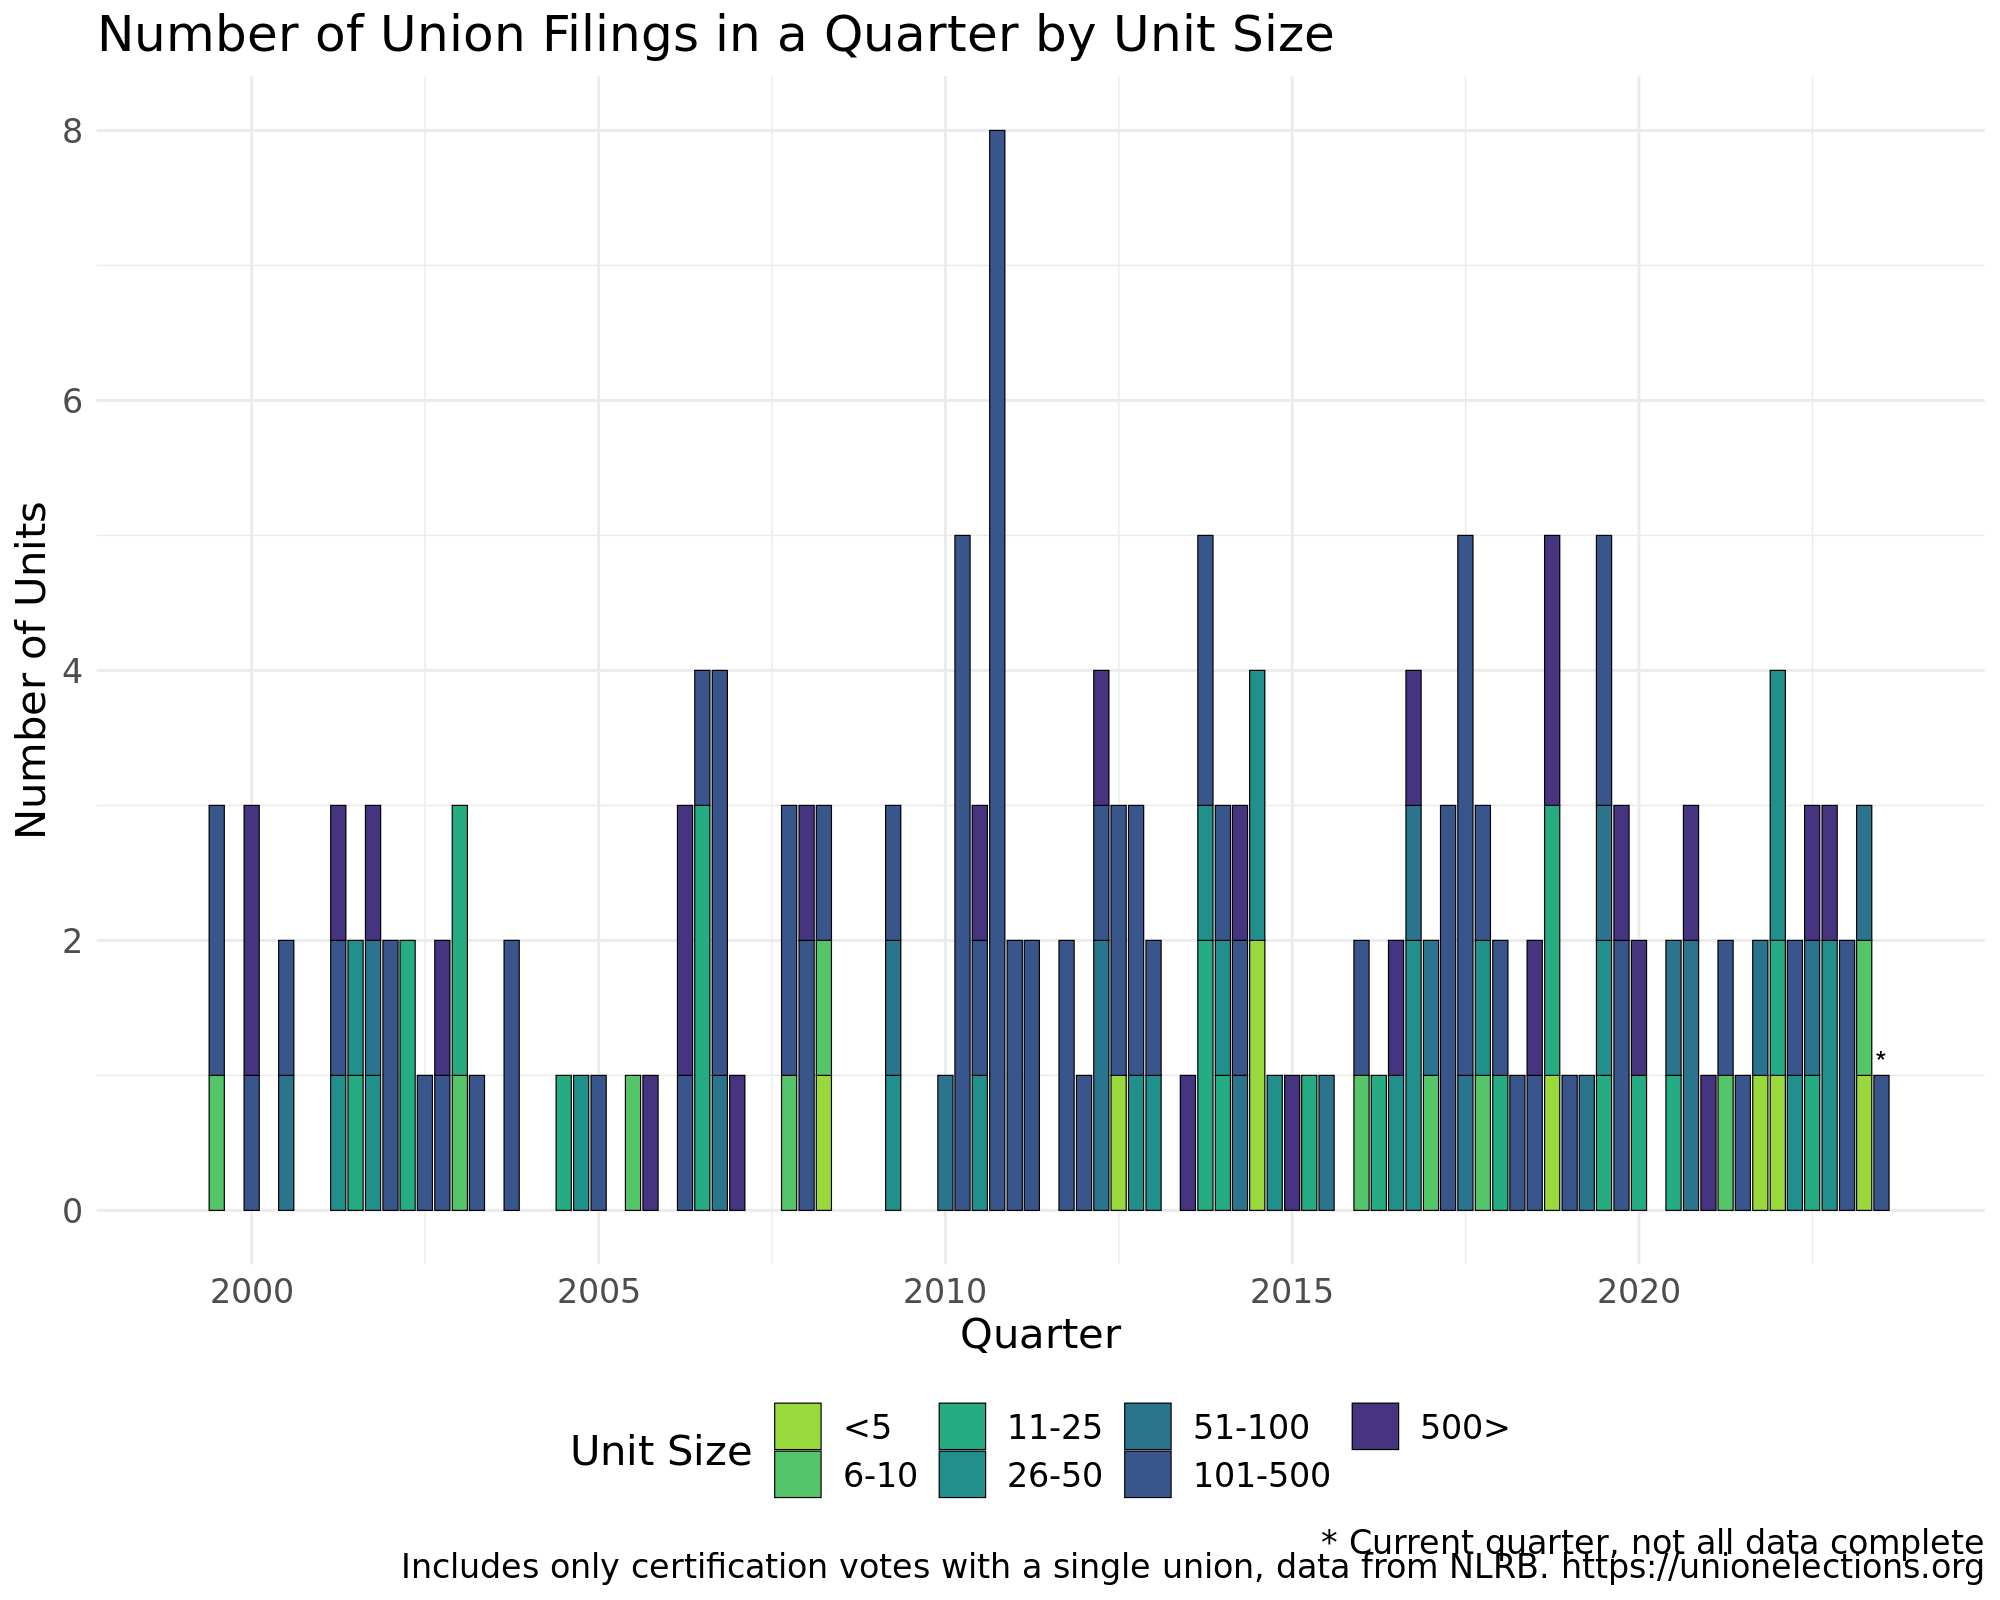 Number of Union Filings in a Quarter by Unit Size
8
6
4
2
0
Number of Units
2000 2005 2010 2015 2020
*
Quarter
Unit Size
<5 11-25 51-100 500>
6-10 26-50 101-500
* Current quarter, not all data complete
Includes only certification votes with a single union, data from NLRB. https://unionelections.org